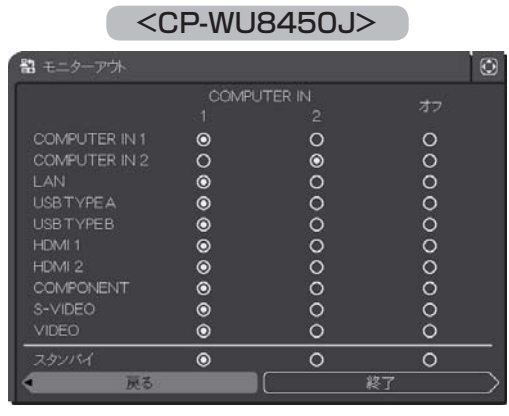 <CP-WU8450J>
モニターアウト
COMPUTER IN
1 2 オフ
COMPUTER IN 1
COMPUTER IN 2
LAN
USB TYPE A
USB TYPE B
HDMI 1
HDMI 2
COMPONENT
S-VIDEO
VIDEO
スタンバイ
戻る 終了